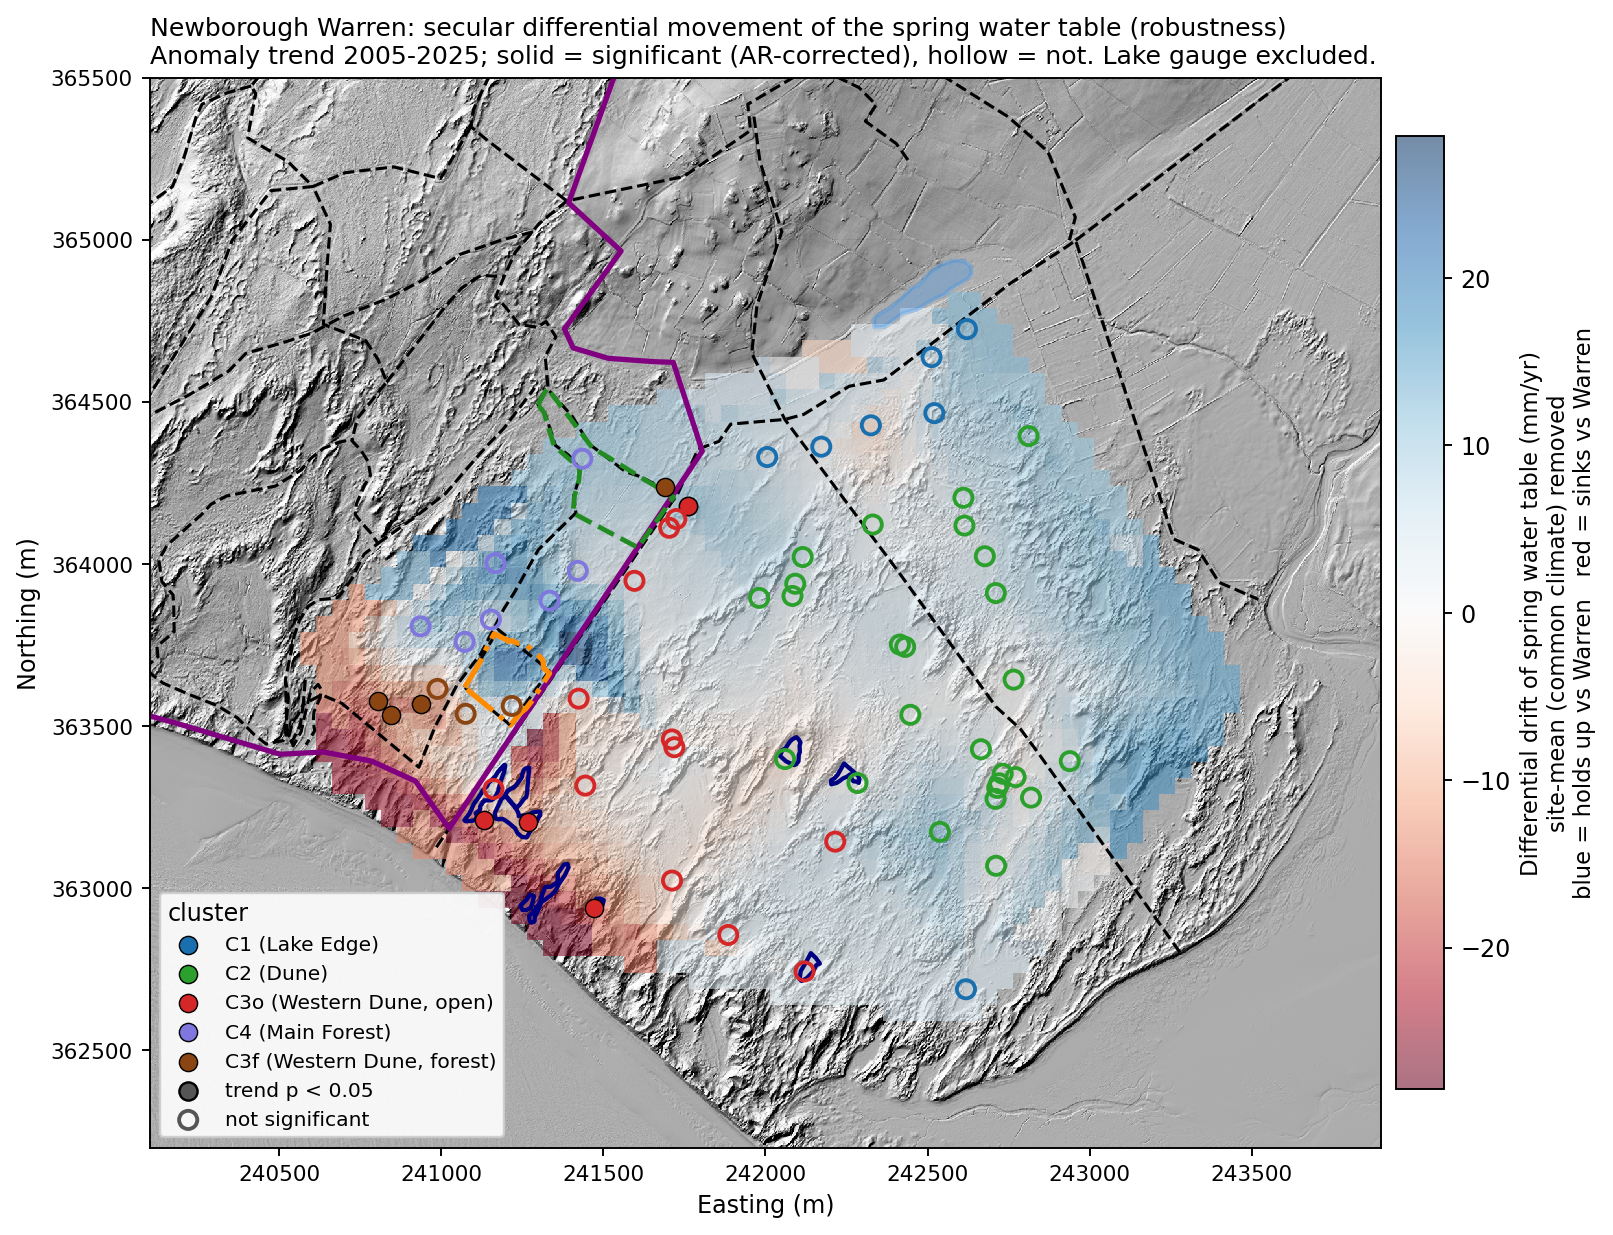 Newborough Warren: secular differential movement of the spring water table (robustness)
Anomaly trend 2005-2025; solid = significant (AR-corrected), hollow = not. Lake gauge excluded.
365500
365000
364500
364000
363500
363000
362500
Northing (m)
240500
241000
241500
242000
242500
243000
243500
Easting (m)
cluster
C1 (Lake Edge)
C2 (Dune)
C3o (Western Dune, open)
C4 (Main Forest)
C3f (Western Dune, forest)
trend p < 0.05
not significant
20
10
0
−10
−20
Differential drift of spring water table (mm/yr)
site-mean (common climate) removed
blue = holds up vs Warren   red = sinks vs Warren